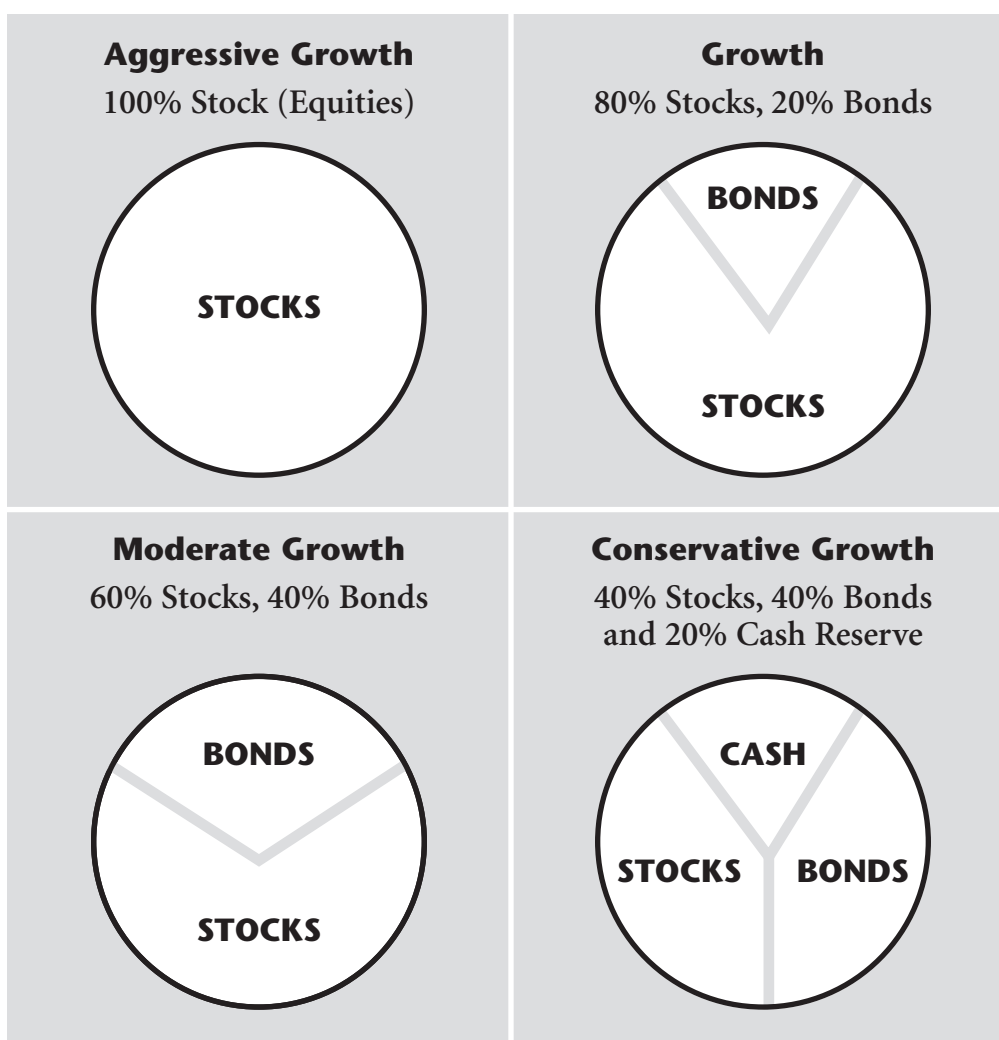 Aggressive Growth
100% Stock (Equities)
STOCKS
Growth
80% Stocks, 20% Bonds
BONDS
STOCKS
Moderate Growth
60% Stocks, 40% Bonds
BONDS
STOCKS
Conservative Growth
40% Stocks, 40% Bonds
and 20% Cash Reserve
CASH
STOCKS
BONDS